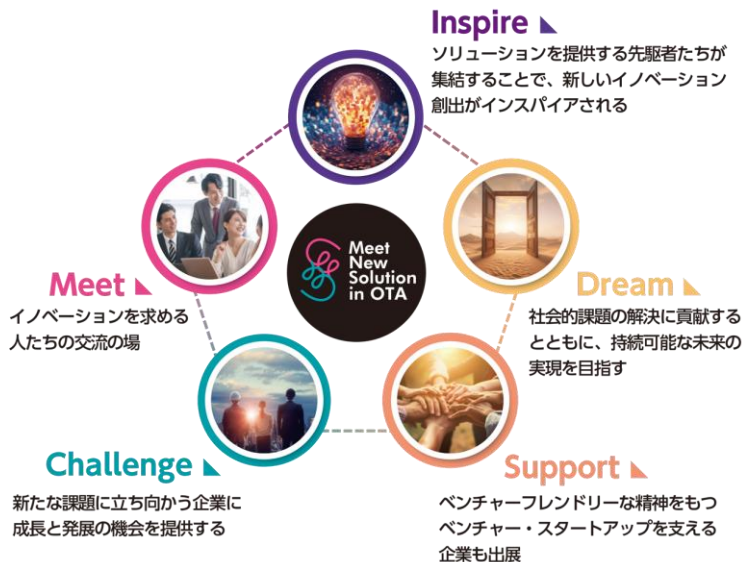 Inspire
ソリューションを提供する先駆者たちが
集結することで、新しいイノベーション
創出がインスパイアされる
Meet
New
Solution
in OTA
Meet
イノベーションを求める
人たちの交流の場
Dream
社会的課題の解決に貢献する
とともに、持続可能な未来の
実現を目指す
Challenge
新たな課題に立ち向かう企業に
成長と発展の機会を提供する
Support
ベンチャーフレンドリーな精神をもつ
ベンチャー・スタートアップを支える
企業も出展